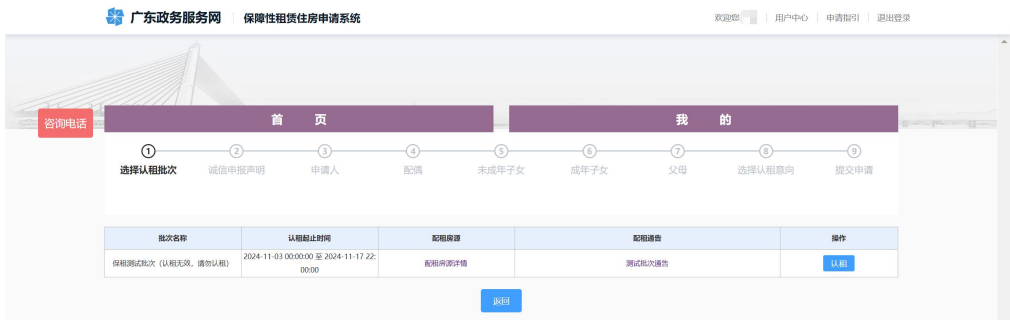 广东政务服务网 保障性租赁住房申请系统 欢迎您 用户中心 申请指引 退出登录
咨询电话
首 页 我 的
1 2 3 4 5 6 7 8 9
选择认租批次 诚信申报声明 申请人 配偶 未成年子女 成年子女 父母 选择认租意向 提交申请
批次名称 认租起止时间 配租房源 配租通告 操作
保租测试批次（认租无效，请勿认租） 2024-11-03 00:00:00 至 2024-11-17 22:
00:00 配租房源详情 测试批次通告 认租
返回